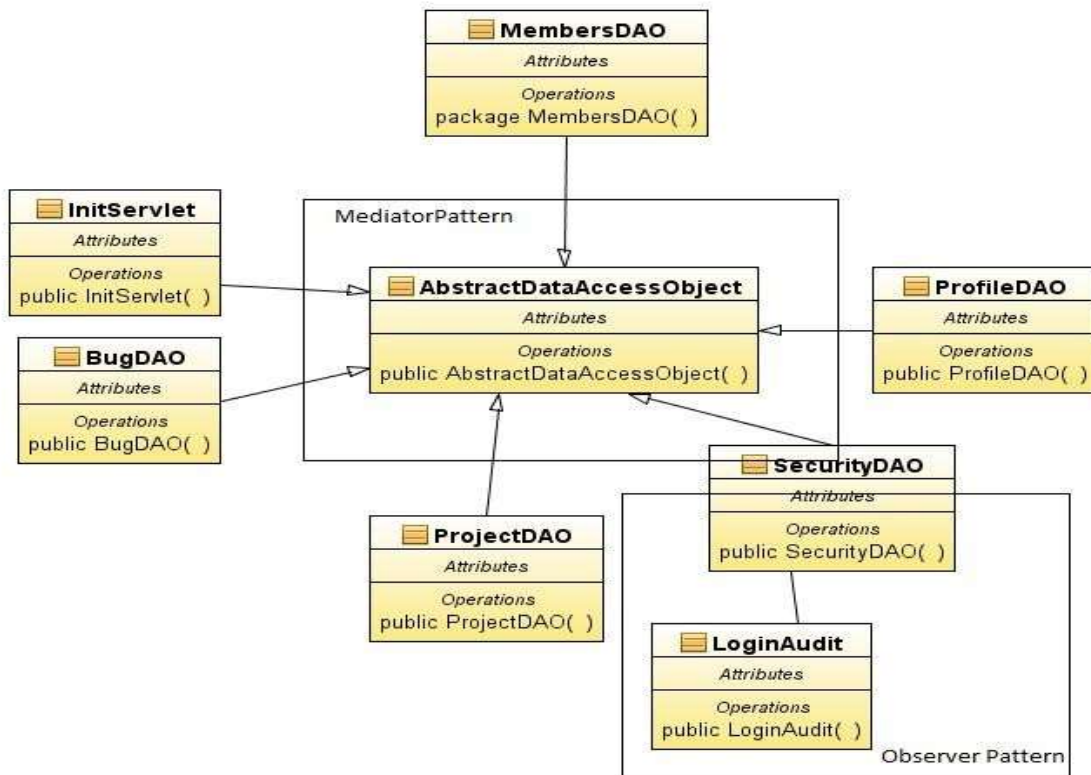 MembersDAO
Attributes
Operations
package MembersDAO( )
InitServlet
Attributes
Operations
public InitServlet( )
MediatorPattern
AbstractDataAccessObject
Attributes
Operations
public AbstractDataAccessObject( )
ProfileDAO
Attributes
Operations
public ProfileDAO( )
BugDAO
Attributes
Operations
public BugDAO( )
SecurityDAO
Attributes
Operations
public SecurityDAO( )
ProjectDAO
Attributes
Operations
public ProjectDAO( )
LoginAudit
Attributes
Operations
public LoginAudit( )
Observer Pattern